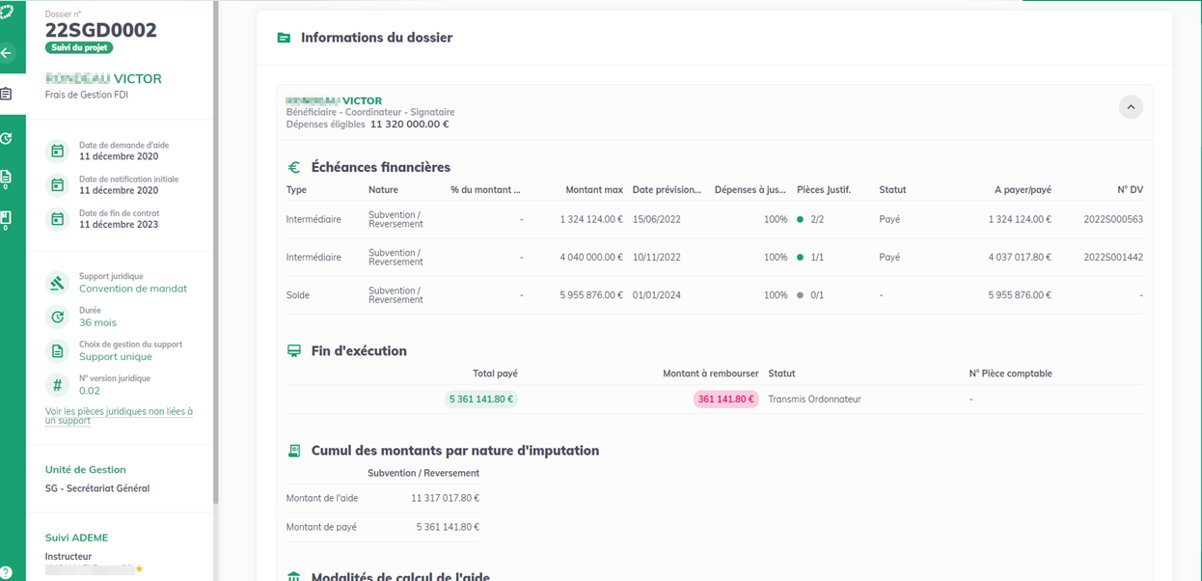 Dossier n°
22SGD0002
Suivi du projet
VICTOR
Frais de Gestion FDI
Date de demande d'aide
11 décembre 2020
Date de notification initiale
11 décembre 2020
Date de fin de contrat
11 décembre 2023
Support juridique
Convention de mandat
Durée
36 mois
Choix de gestion du support
Support unique
N° version juridique
0.02
Voir les pièces juridiques non liées à
un support
Unité de Gestion
SG - Secrétariat Général
Suivi ADEME
Instructeur
Informations du dossier
VICTOR
Bénéficiaire - Coordinateur - Signataire
Dépenses éligibles 11 320 000.00 €
Échéances financières
Type Nature % du montant ... Montant max Date prévision... Dépenses à jus... Pièces Justif. Statut A payer/payé N° DV
Intermédiaire Subvention / Reversement - 1 324 124.00 € 15/06/2022 100% 2/2 Payé 1 324 124.00 € 2022S000563
Intermédiaire Subvention / Reversement - 4 040 000.00 € 10/11/2022 100% 1/1 Payé 4 037 017.80 € 2022S001442
Solde Subvention / Reversement - 5 955 876.00 € 01/01/2024 100% 0/1 - 5 955 876.00 € -
Fin d'exécution
Total payé Montant à rembourser Statut N° Pièce comptable
5 361 141.80 € 361 141.80 € Transmis Ordonnateur -
Cumul des montants par nature d'imputation
Subvention / Reversement
Montant de l'aide 11 317 017.80 €
Montant de payé 5 361 141.80 €
Modalités de calcul de l'aide